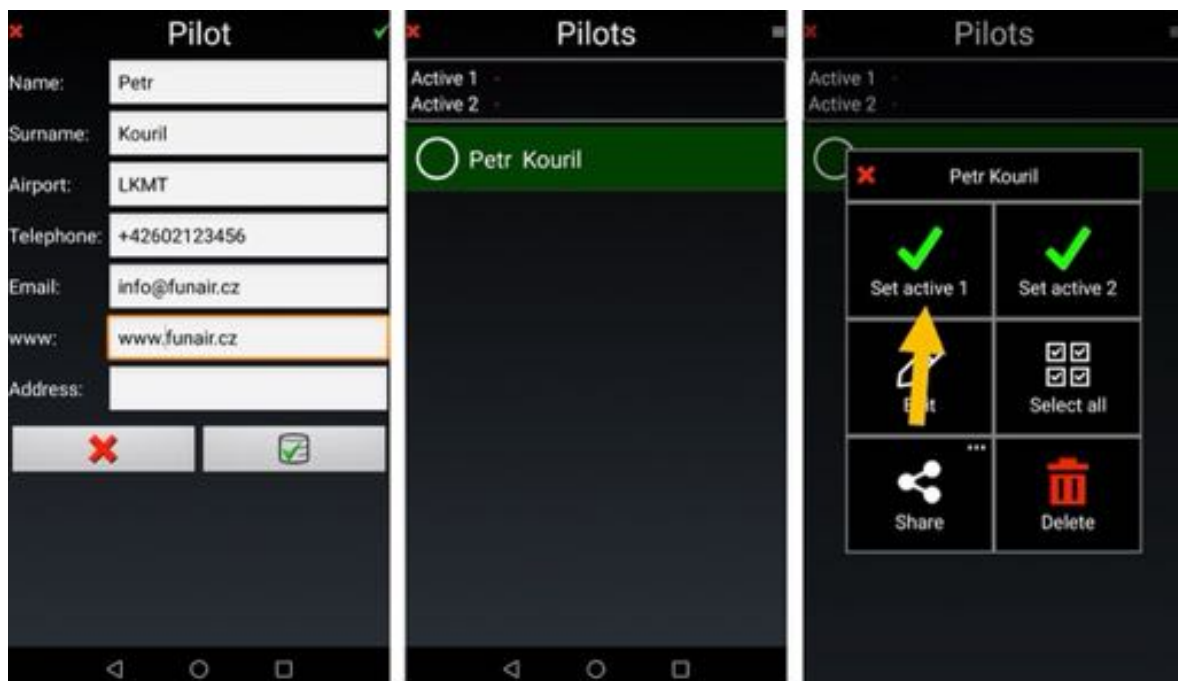 Pilot
Name: Petr
Surname: Kouril
Airport: LKMT
Telephone: +42602123456
Email: info@funair.cz
www: www.funair.cz
Address:
Pilots
Active 1 -
Active 2 -
Petr Kouril
Pilots
Active 1 -
Active 2 -
Petr Kouril
Set active 1
Set active 2
Select all
Share
Delete